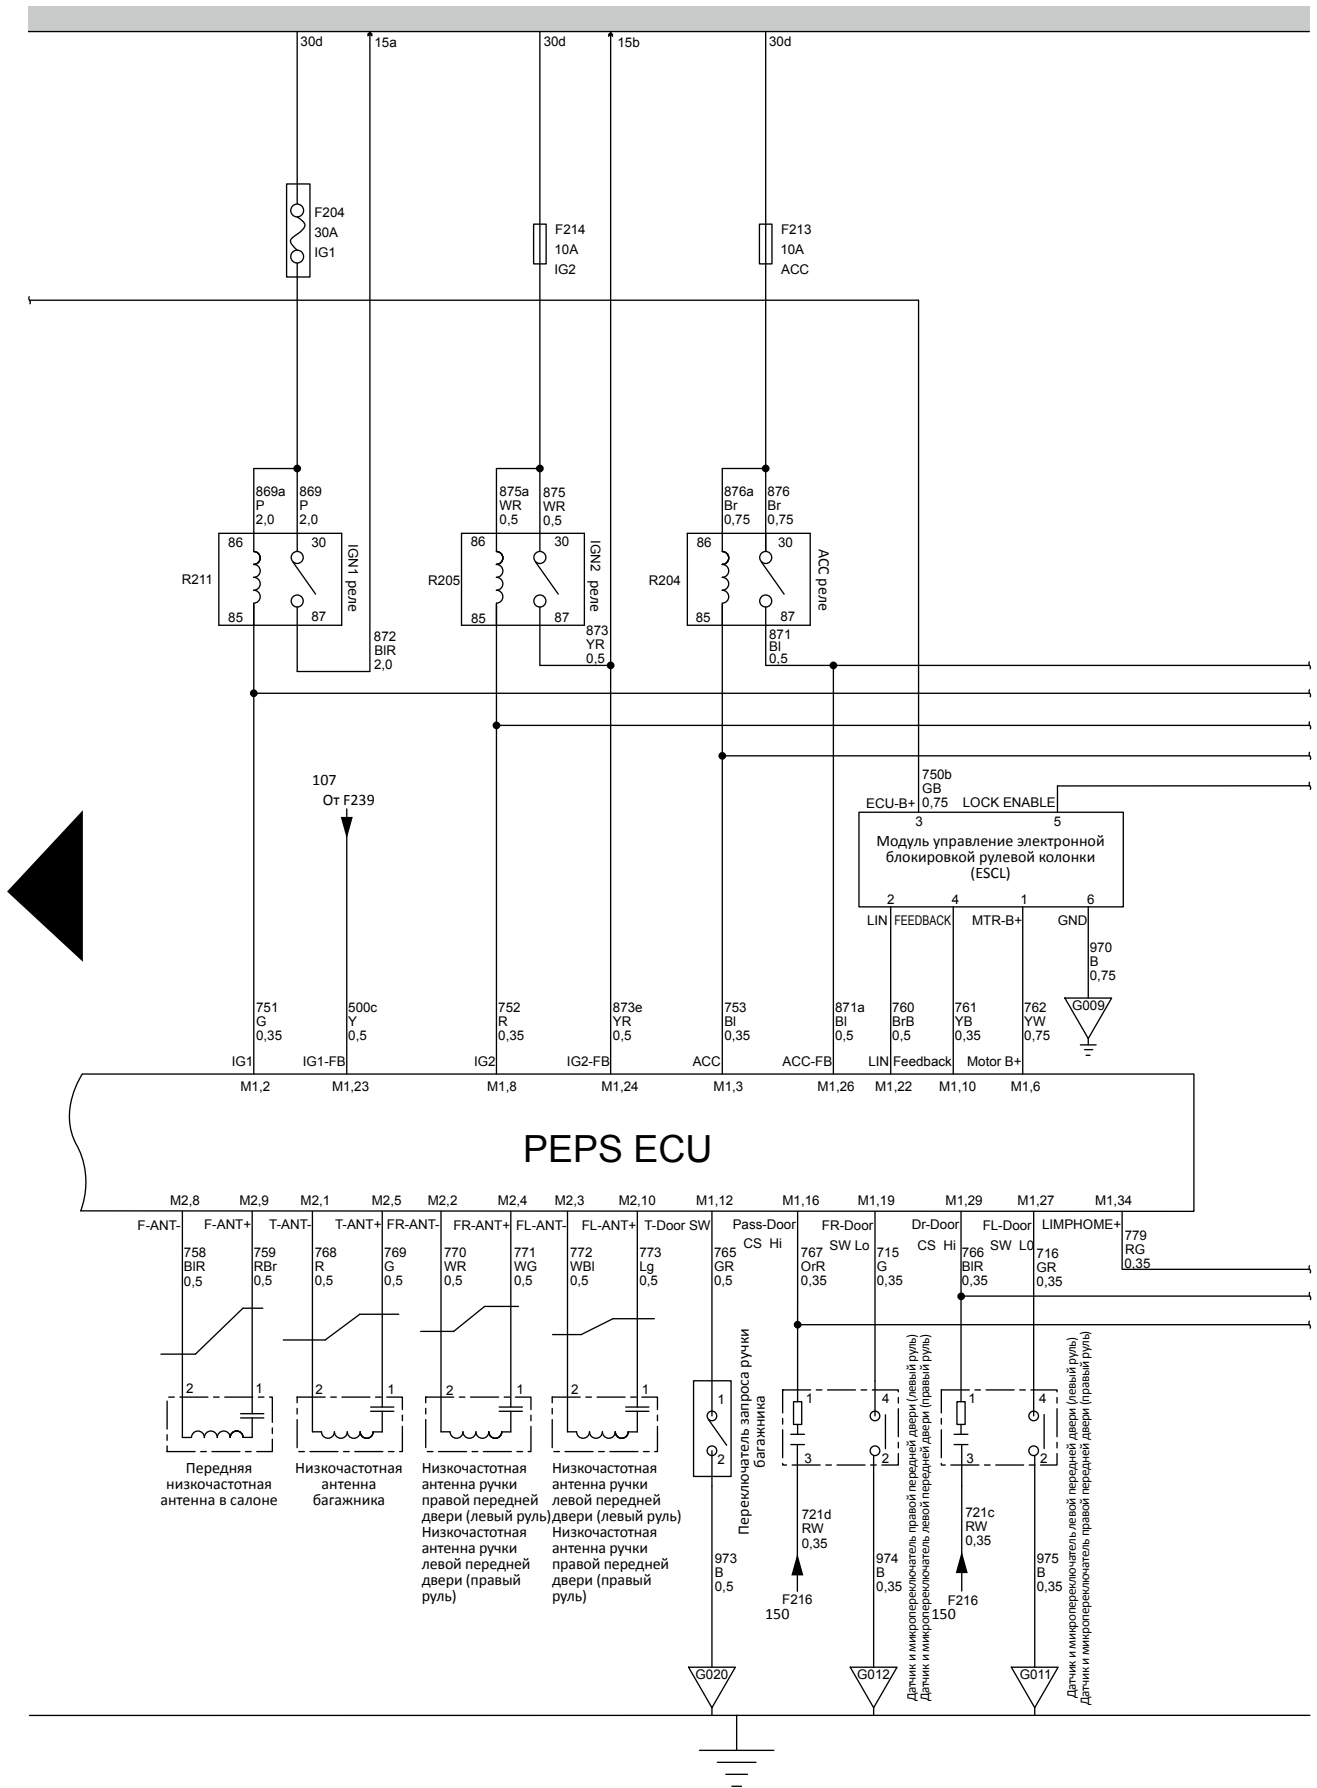 30d
15a
30d
15b
30d
F204
30A
IG1
F214
10A
IG2
F213
10A
ACC
869a
P
2,0
869
P
2,0
875a
WR
0,5
875
WR
0,5
876a
Br
0,75
876
Br
0,75
86
30
85
87
R211
IGN1 реле
86
30
85
87
R205
IGN2 реле
86
30
85
87
R204
ACC реле
872
BlR
2,0
873
YR
0,5
871
Bl
0,5
107
От F239
750b
GB
0,75
ECU-B+
LOCK ENABLE
3
5
Модуль управление электронной
блокировкой рулевой колонки
(ESCL)
2
4
1
6
LIN
FEEDBACK
MTR-B+
GND
970
B
0,75
G009
751
G
0,35
500c
Y
0,5
752
R
0,35
873e
YR
0,5
753
Bl
0,35
871a
Bl
0,5
760
BrB
0,5
761
YB
0,35
762
YW
0,75
IG1
IG1-FB
IG2
IG2-FB
ACC
ACC-FB
LIN
Feedback
Motor B+
M1,2
M1,23
M1,8
M1,24
M1,3
M1,26
M1,22
M1,10
M1,6
PEPS ECU
M2,8
M2,9
M2,1
M2,5
M2,2
M2,4
M2,3
M2,10
M1,12
M1,16
M1,19
M1,29
M1,27
M1,34
F-ANT-
F-ANT+
T-ANT-
T-ANT+
FR-ANT-
FR-ANT+
FL-ANT-
FL-ANT+
T-Door SW
Pass-Door
CS Hi
FR-Door
SW Lo
Dr-Door
CS Hi
FL-Door
SW L0
LIMPHOME+
758
BlR
0,5
759
RBr
0,5
768
R
0,5
769
G
0,5
770
WR
0,5
771
WG
0,5
772
WBl
0,5
773
Lg
0,5
765
GR
0,5
767
OrR
0,35
715
G
0,35
766
BlR
0,35
716
GR
0,35
779
RG
0,35
2
1
2
1
2
1
2
1
1
2
1
4
3
2
1
4
3
2
Передняя
низкочастотная
антенна в салоне
Низкочастотная
антенна
багажника
Низкочастотная
антенна ручки
правой передней
двери (левый руль)
Низкочастотная
антенна ручки
левой передней
двери (правый
руль)
Низкочастотная
антенна ручки
левой передней
двери (левый руль)
Низкочастотная
антенна ручки
правой передней
двери (правый
руль)
Переключатель запроса ручки
багажника
Датчик и микропереключатель правой передней двери (левый руль)
Датчик и микропереключатель левой передней двери (правый руль)
Датчик и микропереключатель левой передней двери (левый руль)
Датчик и микропереключатель правой передней двери (правый руль)
973
B
0,5
721d
RW
0,35
F216
150
974
B
0,35
721c
RW
0,35
F216
150
975
B
0,35
G020
G012
G011